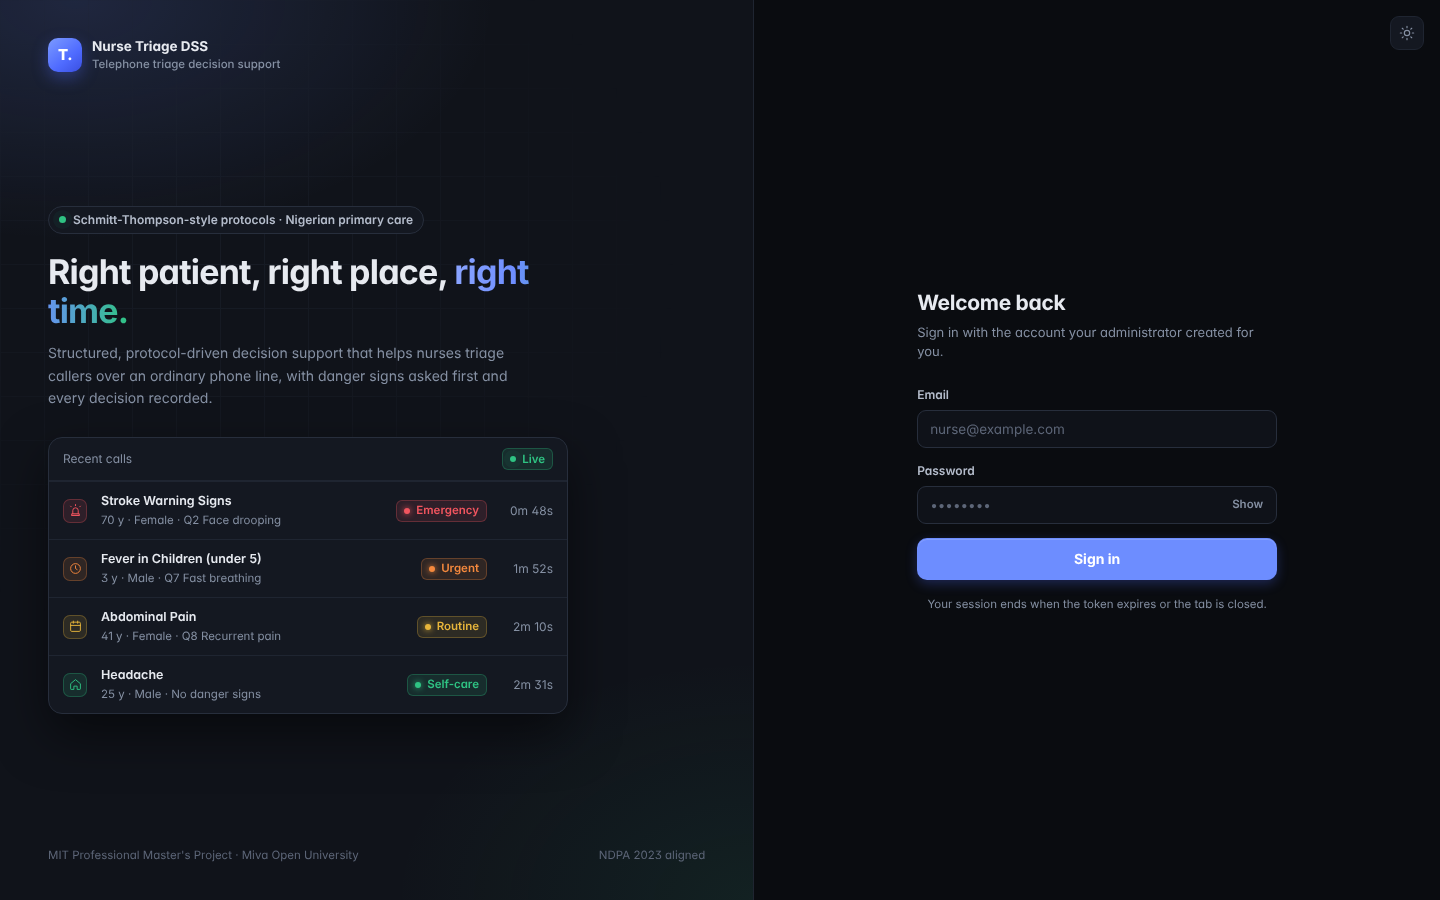 T.
Nurse Triage DSS
Telephone triage decision support
Schmitt-Thompson-style protocols · Nigerian primary care
Right patient, right place, right
time.
Structured, protocol-driven decision support that helps nurses triage
callers over an ordinary phone line, with danger signs asked first and
every decision recorded.
Recent calls
Live
Stroke Warning Signs
70 y · Female · Q2 Face drooping
Emergency
0m 48s
Fever in Children (under 5)
3 y · Male · Q7 Fast breathing
Urgent
1m 52s
Abdominal Pain
41 y · Female · Q8 Recurrent pain
Routine
2m 10s
Headache
25 y · Male · No danger signs
Self-care
2m 31s
MIT Professional Master's Project · Miva Open University
NDPA 2023 aligned
Welcome back
Sign in with the account your administrator created for
you.
Email
nurse@example.com
Password
••••••••
Show
Sign in
Your session ends when the token expires or the tab is closed.